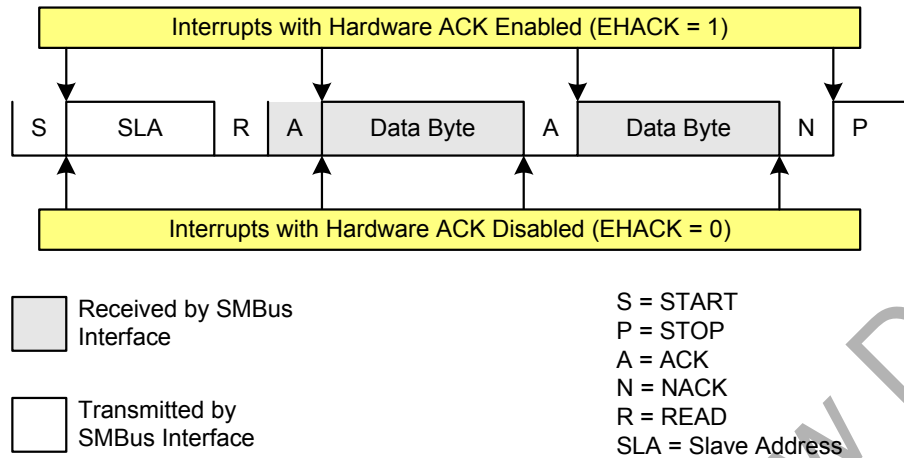 Interrupts with Hardware ACK Enabled (EHACK = 1)
S SLA R A Data Byte A Data Byte N P
Interrupts with Hardware ACK Disabled (EHACK = 0)
Received by SMBus
Interface
Transmitted by
SMBus Interface
S = START
P = STOP
A = ACK
N = NACK
R = READ
SLA = Slave Address